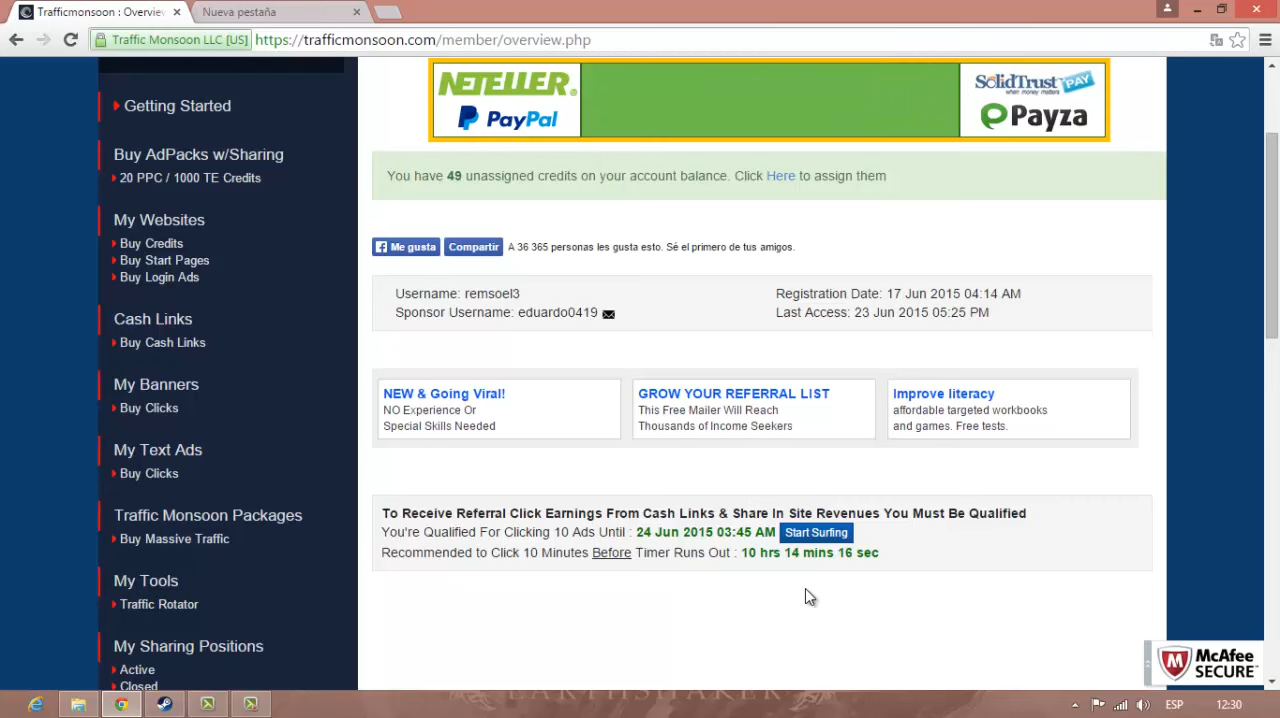 Trafficmonsoon : Overview
Nueva pestaña
Traffic Monsoon LLC [US]
https://trafficmonsoon.com/member/overview.php
Getting Started
Buy AdPacks w/Sharing
20 PPC / 1000 TE Credits
My Websites
Buy Credits
Buy Start Pages
Buy Login Ads
Cash Links
Buy Cash Links
My Banners
Buy Clicks
My Text Ads
Buy Clicks
Traffic Monsoon Packages
Buy Massive Traffic
My Tools
Traffic Rotator
My Sharing Positions
Active
Closed
NETELLER.
PayPal
SolidTrust PAY
when money matters
Payza
You have 49 unassigned credits on your account balance. Click Here to assign them
Me gusta
Compartir
A 36 365 personas les gusta esto. Sé el primero de tus amigos.
Username: remsoel3
Registration Date: 17 Jun 2015 04:14 AM
Sponsor Username: eduardo0419
Last Access: 23 Jun 2015 05:25 PM
NEW & Going Viral!
NO Experience Or
Special Skills Needed
GROW YOUR REFERRAL LIST
This Free Mailer Will Reach
Thousands of Income Seekers
Improve literacy
affordable targeted workbooks
and games. Free tests.
To Receive Referral Click Earnings From Cash Links & Share In Site Revenues You Must Be Qualified
You're Qualified For Clicking 10 Ads Until : 24 Jun 2015 03:45 AM Start Surfing
Recommended to Click 10 Minutes Before Timer Runs Out : 10 hrs 14 mins 16 sec
McAfee
SECURE
EARTHSHAKER
ESP
12:30